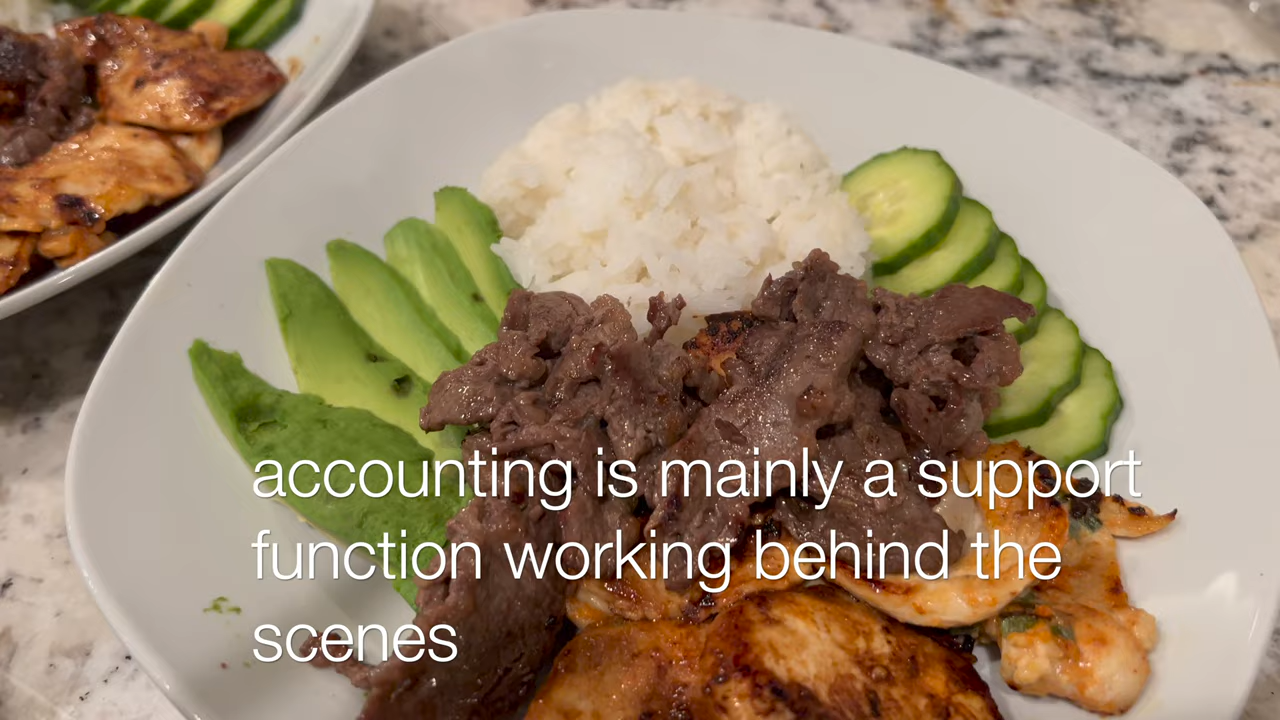 accounting is mainly a support
function working behind the
scenes